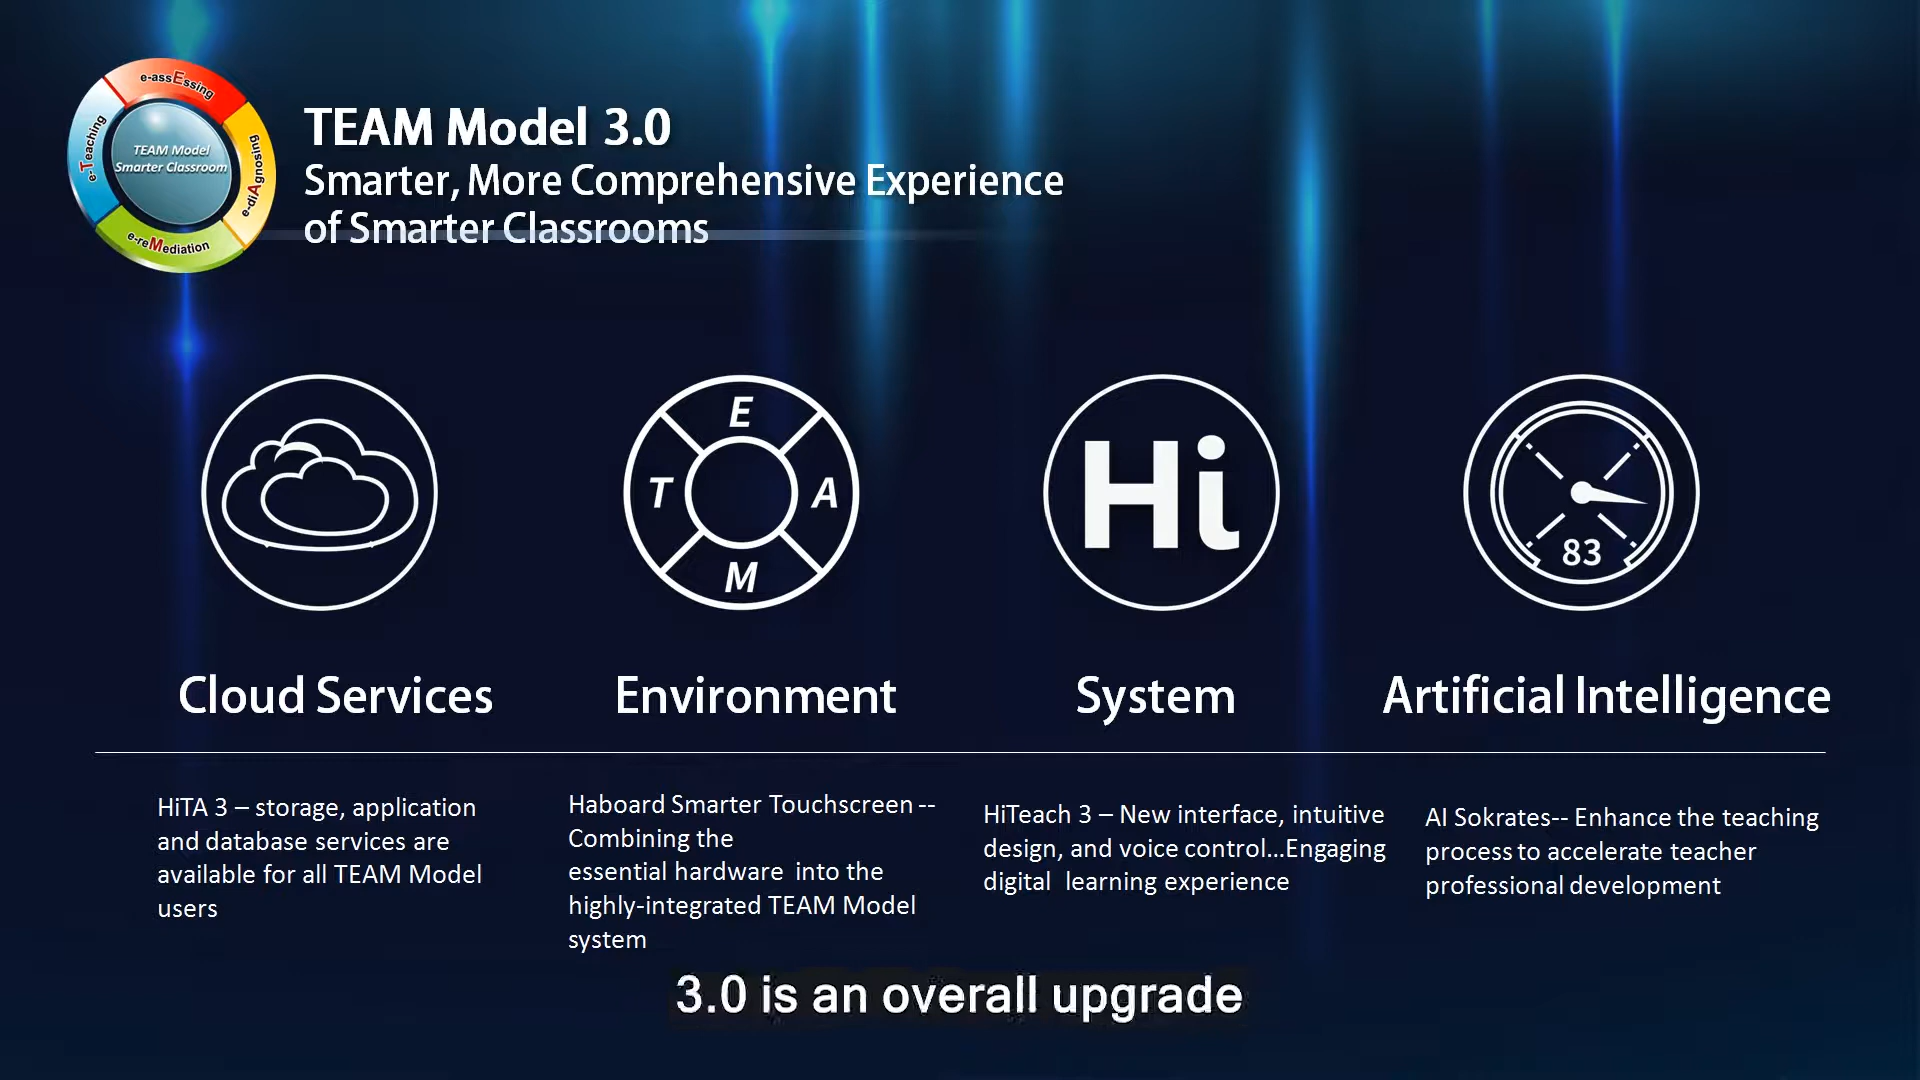 e-assEssing
e-Teaching
TEAM Model
Smarter Classroom
e-diAgnosing
e-reMediation
TEAM Model 3.0
Smarter, More Comprehensive Experience
of Smarter Classrooms
E
T
A
M
Hi
83
Cloud Services
Environment
System
Artificial Intelligence
HiTA 3 – storage, application
and database services are
available for all TEAM Model
users
Haboard Smarter Touchscreen --
Combining the
essential hardware into the
highly-integrated TEAM Model
system
HiTeach 3 – New interface, intuitive
design, and voice control...Engaging
digital learning experience
AI Sokrates-- Enhance the teaching
process to accelerate teacher
professional development
3.0 is an overall upgrade